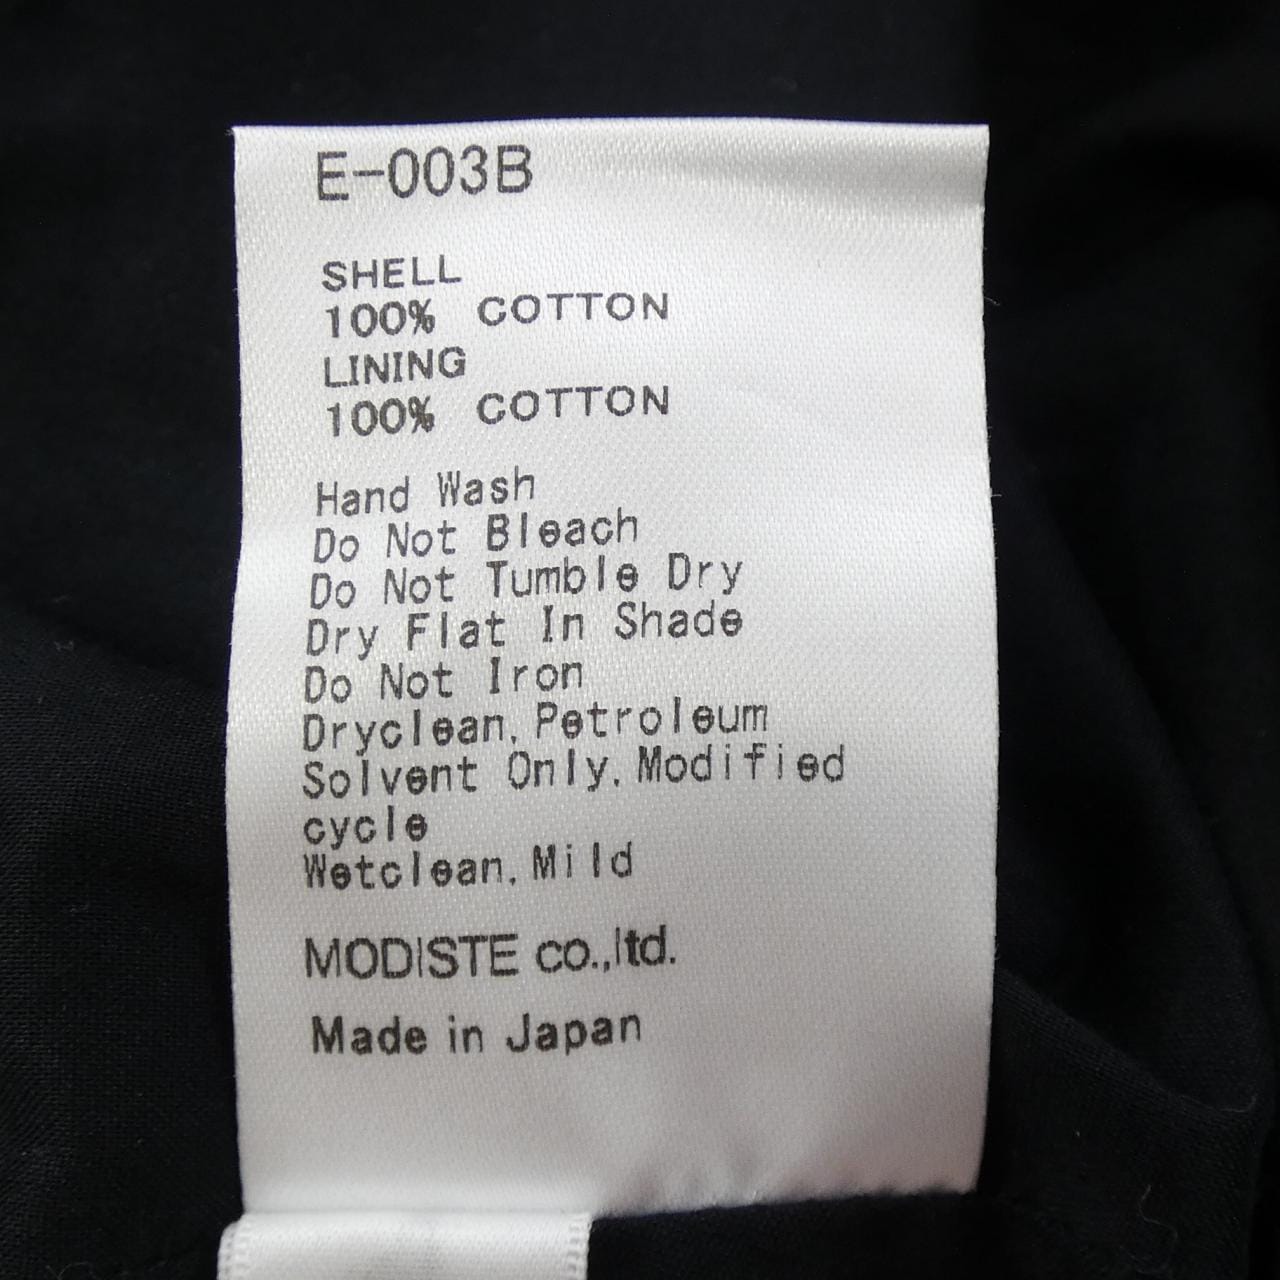 E-003B
SHELL
100% COTTON
LINING
100% COTTON
Hand Wash
Do Not Bleach
Do Not Tumble Dry
Dry Flat In Shade
Do Not Iron
Dryclean, Petroleum
Solvent Only, Modified
cycle
Wetclean, Mild
MODISTE co.,ltd.
Made in Japan